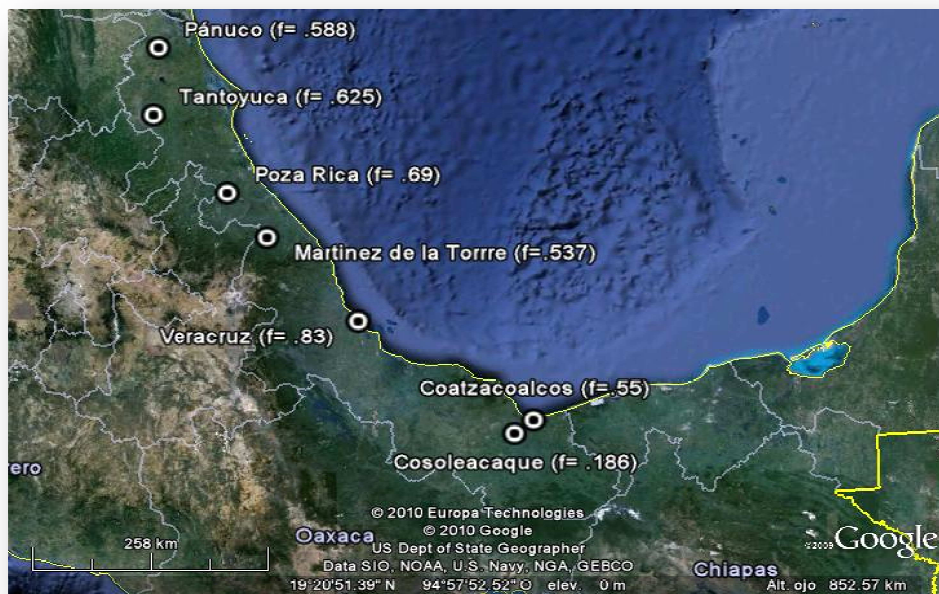 Pánuco (f= .588)
Tantoyuca (f= .625)
Poza Rica (f= .69)
Martinez de la Torrre (f=.537)
Veracruz (f= .83)
Coatzacoalcos (f=.55)
Cosoleacaque (f= .186)
rero
© 2010 Europa Technologies
Oaxaca
© 2010 Google
US Dept of State Geographer
Data SIO, NOAA, U.S. Navy, NGA, GEBCO
258 km
©2009 Google
Chiapas
19°20'51.39" N 94°57'52.52" O elev. 0 m Alt. ojo 852.57 km